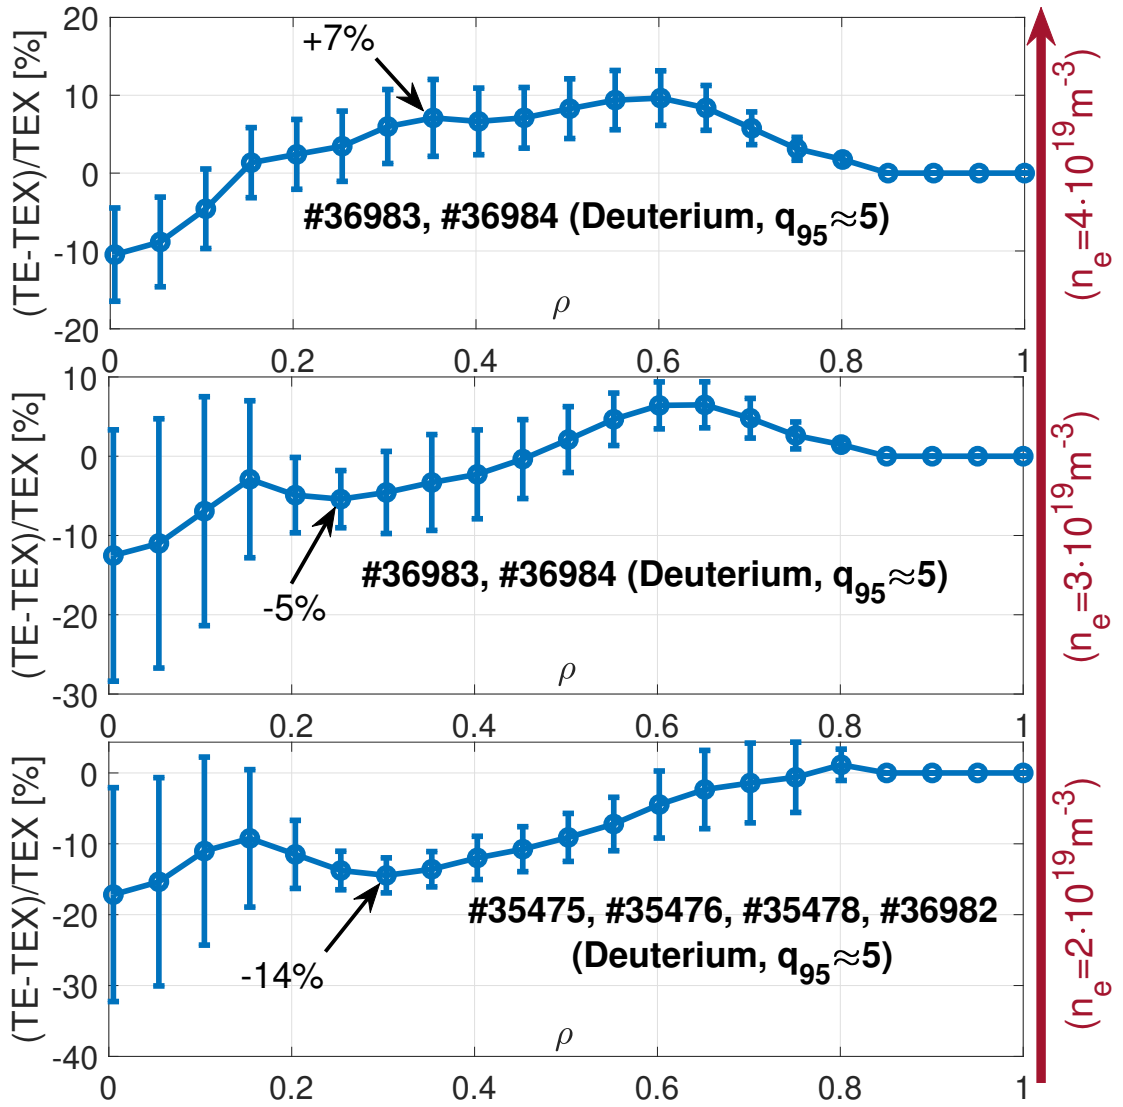 (TE-TEX)/TEX [%]
20
10
0
-10
-20
+7%
#36983, #36984 (Deuterium, q95≈5)
ρ
0 0.2 0.4 0.6 0.8 1
(ne=4·10^19m^-3)
(TE-TEX)/TEX [%]
10
0
-10
-20
-30
-5%
#36983, #36984 (Deuterium, q95≈5)
ρ
0 0.2 0.4 0.6 0.8 1
(ne=3·10^19m^-3)
(TE-TEX)/TEX [%]
0
-10
-20
-30
-40
-14%
#35475, #35476, #35478, #36982
(Deuterium, q95≈5)
ρ
0 0.2 0.4 0.6 0.8 1
(ne=2·10^19m^-3)